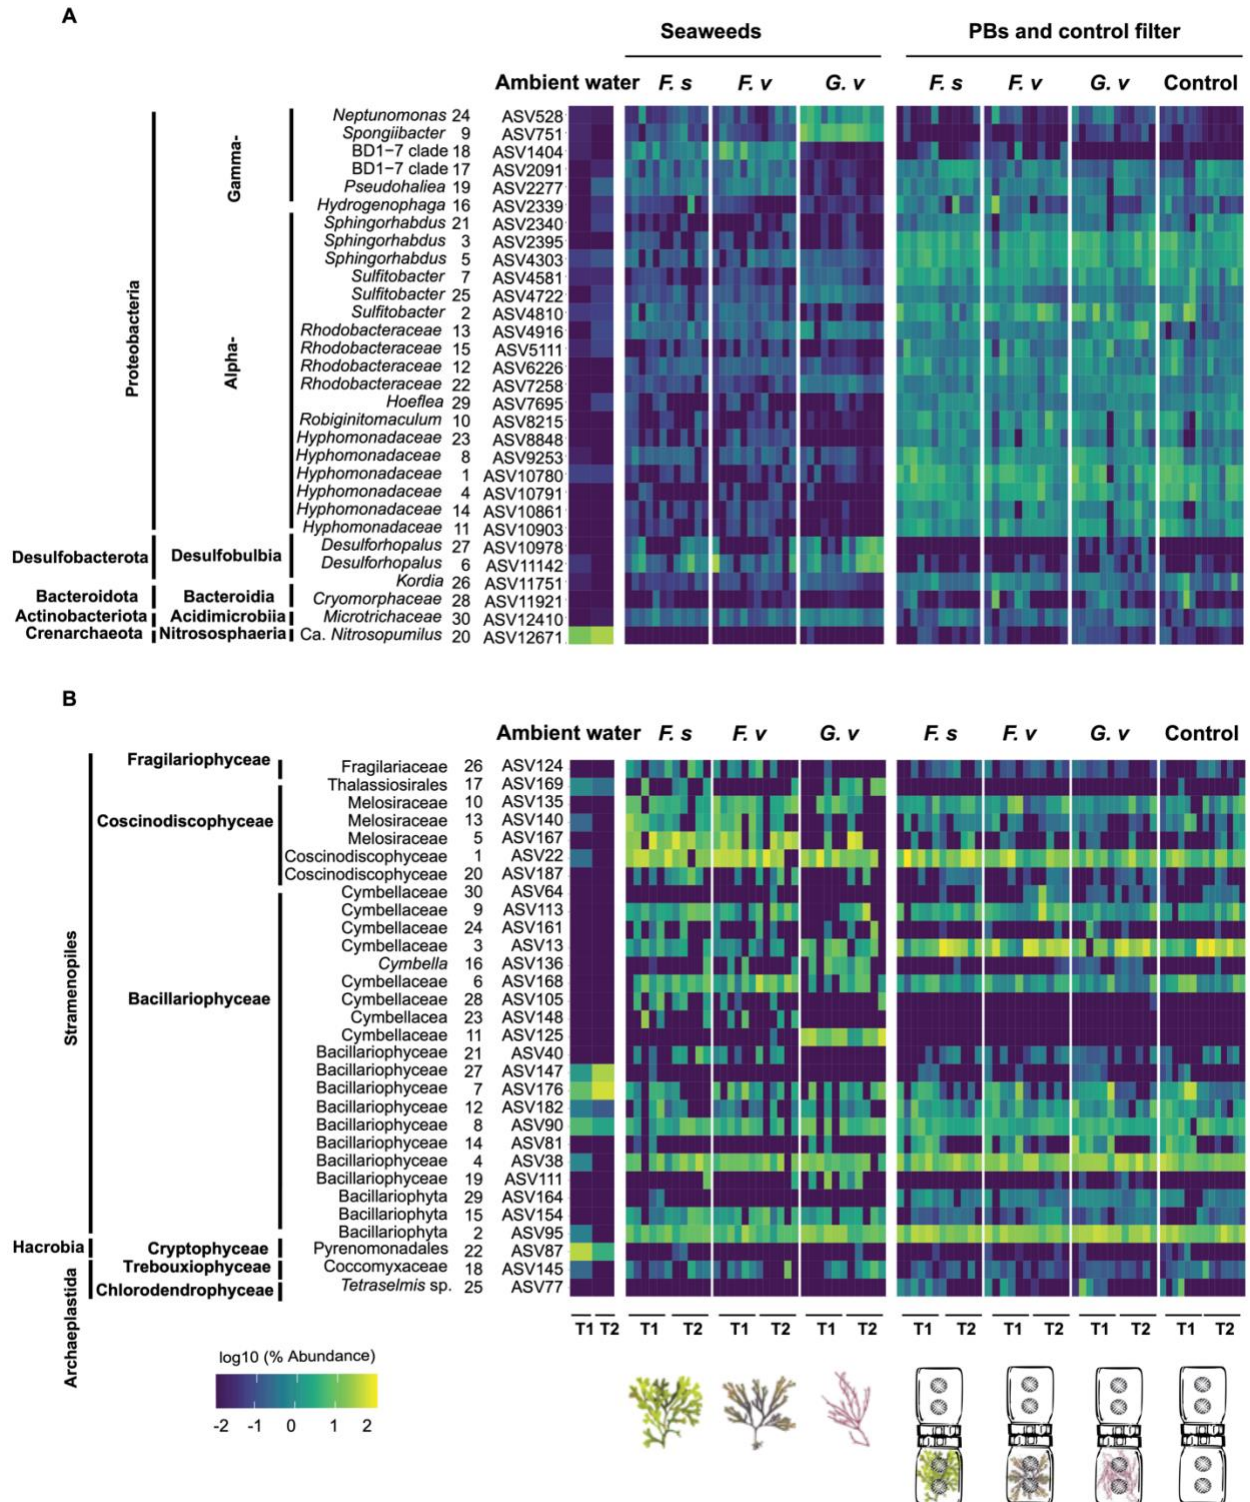 A
Seaweeds PBs and control filter
Ambient water F. s F. v G. v F. s F. v G. v Control
Proteobacteria
Gamma-
Alpha-
Neptunomonas 24 ASV528
Spongiibacter 9 ASV751
BD1−7 clade 18 ASV1404
BD1−7 clade 17 ASV2091
Pseudohaliea 19 ASV2277
Hydrogenophaga 16 ASV2339
Sphingorhabdus 21 ASV2340
Sphingorhabdus 3 ASV2395
Sphingorhabdus 5 ASV4303
Sulfitobacter 7 ASV4581
Sulfitobacter 25 ASV4722
Sulfitobacter 2 ASV4810
Rhodobacteraceae 13 ASV4916
Rhodobacteraceae 15 ASV5111
Rhodobacteraceae 12 ASV6226
Rhodobacteraceae 22 ASV7258
Hoeflea 29 ASV7695
Robiginitomaculum 10 ASV8215
Hyphomonadaceae 23 ASV8848
Hyphomonadaceae 8 ASV9253
Hyphomonadaceae 1 ASV10780
Hyphomonadaceae 4 ASV10791
Hyphomonadaceae 14 ASV10861
Hyphomonadaceae 11 ASV10903
Desulfobacterota Desulfobulbia
Desulforhopalus 27 ASV10978
Desulforhopalus 6 ASV11142
Kordia 26 ASV11751
Bacteroidota Bacteroidia Cryomorphaceae 28 ASV11921
Actinobacteriota Acidimicrobiia Microtrichaceae 30 ASV12410
Crenarchaeota Nitrososphaeria Ca. Nitrosopumilus 20 ASV12671
B
Ambient water F. s F. v G. v F. s F. v G. v Control
Stramenopiles
Fragilariophyceae Fragilariaceae 26 ASV124
Thalassiosirales 17 ASV169
Melosiraceae 10 ASV135
Coscinodiscophyceae Melosiraceae 13 ASV140
Melosiraceae 5 ASV167
Coscinodiscophyceae 1 ASV22
Coscinodiscophyceae 20 ASV187
Cymbellaceae 30 ASV64
Cymbellaceae 9 ASV113
Cymbellaceae 24 ASV161
Cymbellaceae 3 ASV13
Cymbella 16 ASV136
Cymbellaceae 6 ASV168
Bacillariophyceae Cymbellaceae 28 ASV105
Cymbellacea 23 ASV148
Cymbellaceae 11 ASV125
Bacillariophyceae 21 ASV40
Bacillariophyceae 27 ASV147
Bacillariophyceae 7 ASV176
Bacillariophyceae 12 ASV182
Bacillariophyceae 8 ASV90
Bacillariophyceae 14 ASV81
Bacillariophyceae 4 ASV38
Bacillariophyceae 19 ASV111
Bacillariophyta 29 ASV164
Bacillariophyta 15 ASV154
Bacillariophyta 2 ASV95
Hacrobia Cryptophyceae Pyrenomonadales 22 ASV87
Trebouxiophyceae Coccomyxaceae 18 ASV145
Chlorodendrophyceae Tetraselmis sp. 25 ASV77
Archaeplastida
T1 T2 T1 T2 T1 T2 T1 T2 T1 T2 T1 T2 T1 T2 T1 T2
log10 (% Abundance)
-2 -1 0 1 2